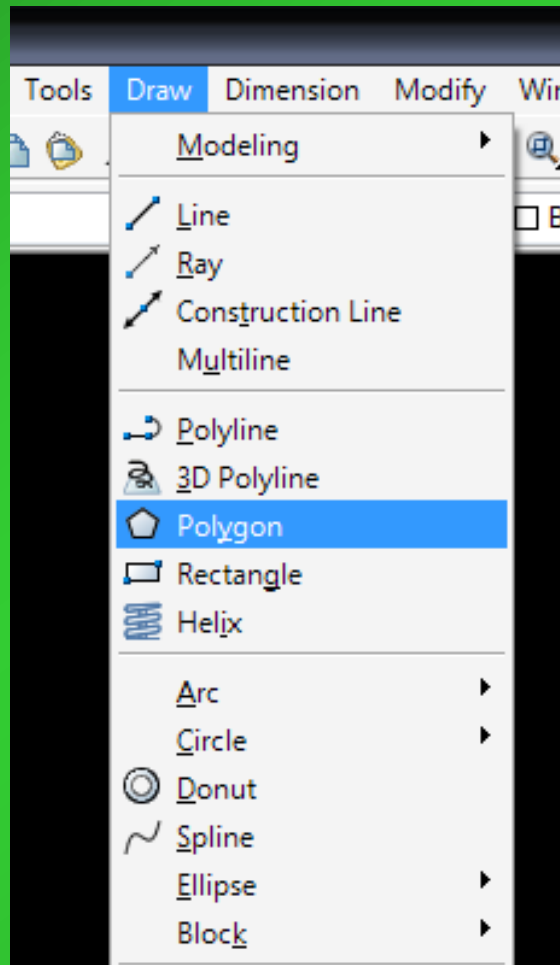 Tools Draw Dimension Modify
Modeling
Line
B
Ray
Construction Line
Multiline
Polyline
3D Polyline
Polygon
Rectangle
Helix
Arc
Circle
Donut
Spline
Ellipse
Block